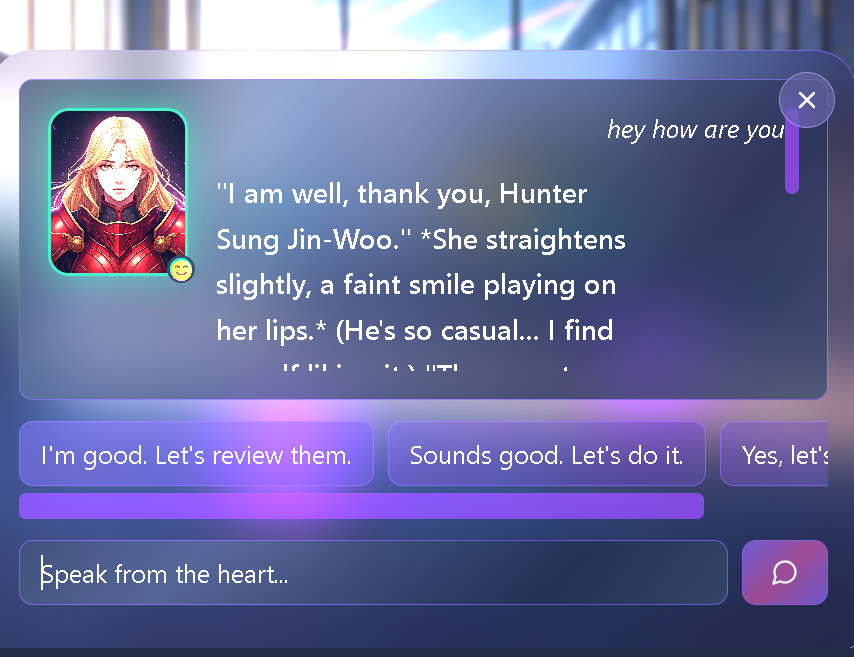 hey how are you
"I am well, thank you, Hunter
Sung Jin-Woo." *She straightens
slightly, a faint smile playing on
her lips.* (He's so casual... I find
I'm good. Let's review them.
Sounds good. Let's do it.
Yes, let's
Speak from the heart...